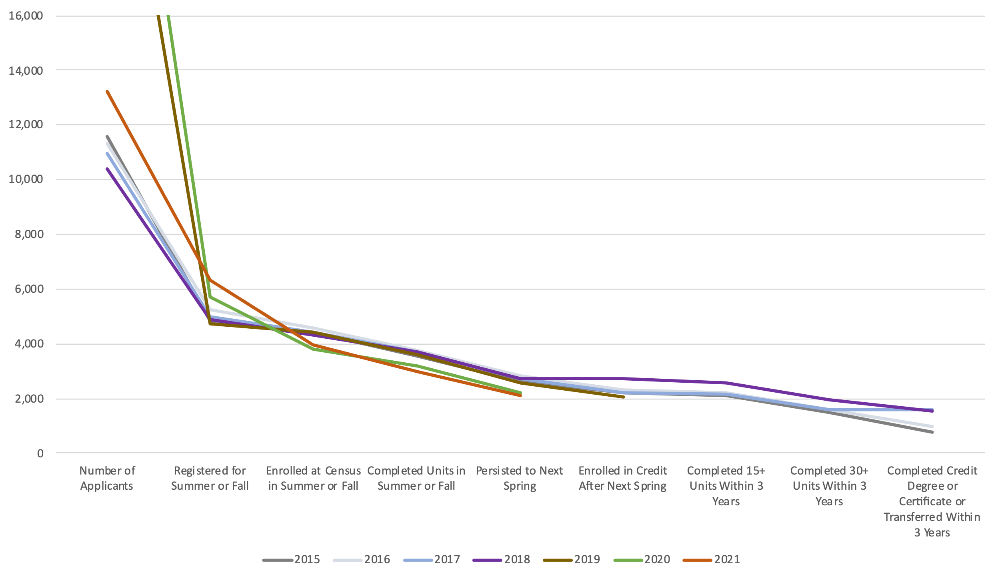 16,000
14,000
12,000
10,000
8,000
6,000
4,000
2,000
0
Number of
Applicants
Registered for
Summer or Fall
Enrolled at Census
in Summer or Fall
Completed Units in
Summer or Fall
Persisted to Next
Spring
Enrolled in Credit
After Next Spring
Completed 15+
Units Within 3
Years
Completed 30+
Units Within 3
Years
Completed Credit
Degree or
Certificate or
Transferred Within
3 Years
2015 2016 2017 2018 2019 2020 2021